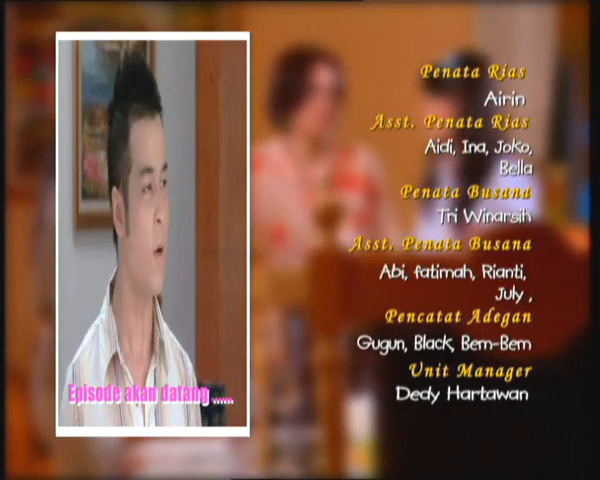 Penata Rias
Airin
Asst. Penata Rias
Aidi, Ina, Joko,
Bella
Penata Busana
Tri Winarsih
Asst. Penata Busana
Abi, fatimah, Rianti,
July ,
Pencatat Adegan
Gugun, Black, Bem-Bem
Unit Manager
Dedy Hartawan
Episode akan datang ......